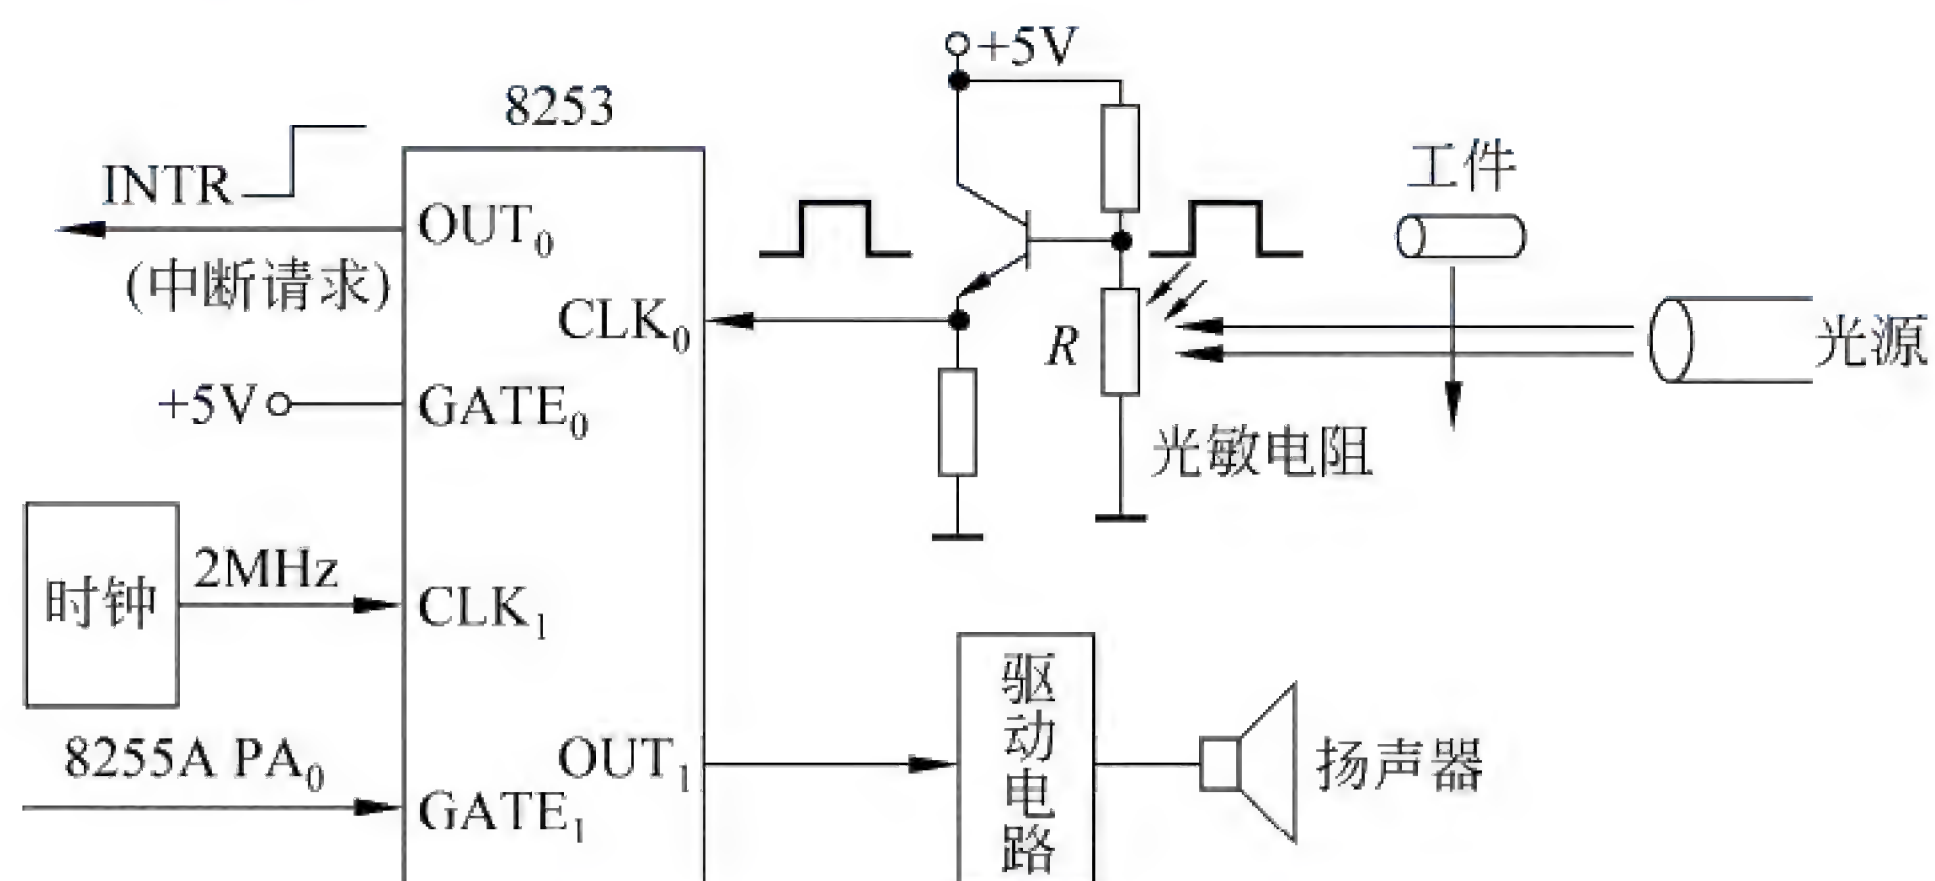 +5V
8253
INTR
工件
OUT₀
(中断请求)
CLK₀
R
光源
+5V
GATE₀
光敏电阻
时钟
2MHz
CLK₁
驱动电路
8255A PA₀
OUT₁
扬声器
GATE₁